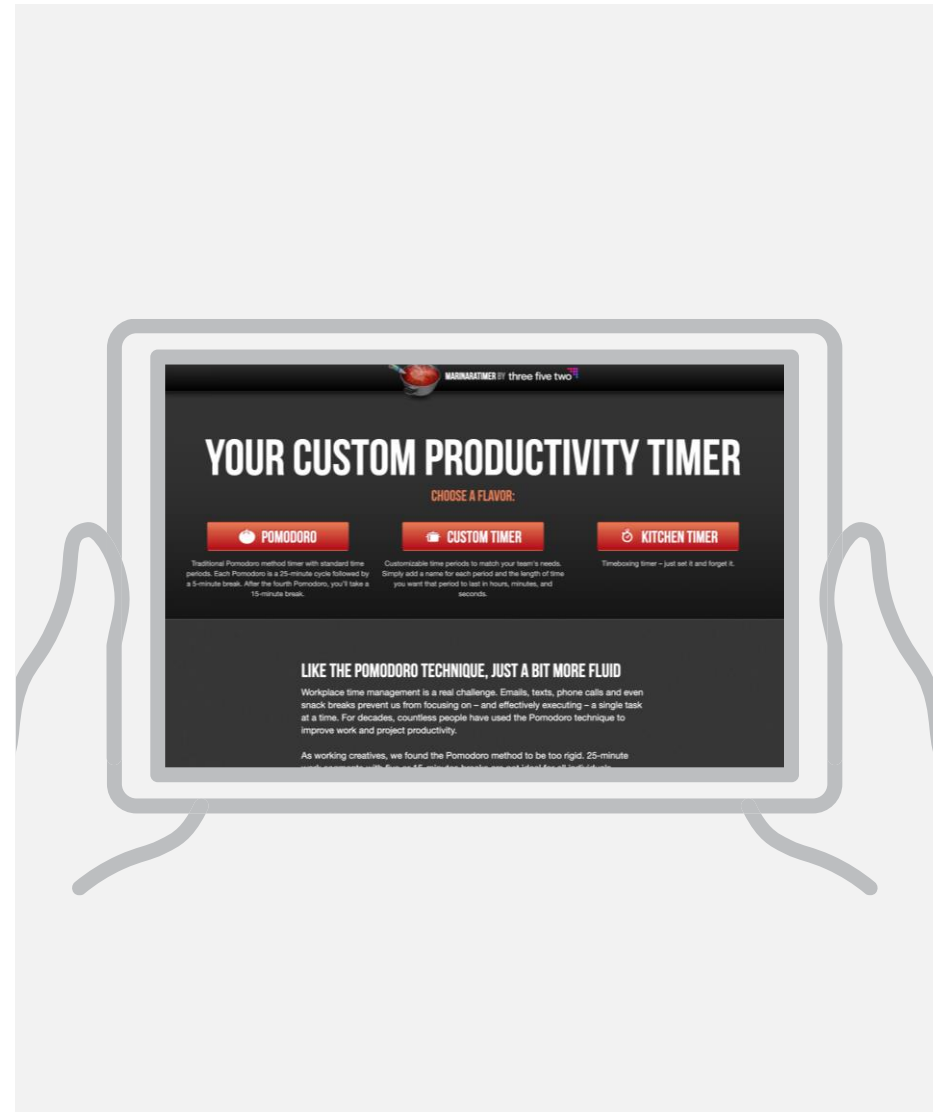 MARINARATIMER BY three five two
YOUR CUSTOM PRODUCTIVITY TIMER
CHOOSE A FLAVOR:
POMODORO
Traditional Pomodoro method timer with standard time
periods. Each Pomodoro is a 25-minute cycle followed by
a 5-minute break. After the fourth Pomodoro, you'll take a
15-minute break.
CUSTOM TIMER
Customizable time periods to match your team's needs.
Simply add a name for each period and the length of time
you want that period to last in hours, minutes, and
seconds.
KITCHEN TIMER
Timeboxing timer – just set it and forget it.
LIKE THE POMODORO TECHNIQUE, JUST A BIT MORE FLUID
Workplace time management is a real challenge. Emails, texts, phone calls and even
snack breaks prevent us from focusing on – and effectively executing – a single task
at a time. For decades, countless people have used the Pomodoro technique to
improve work and project productivity.
As working creatives, we found the Pomodoro method to be too rigid. 25-minute